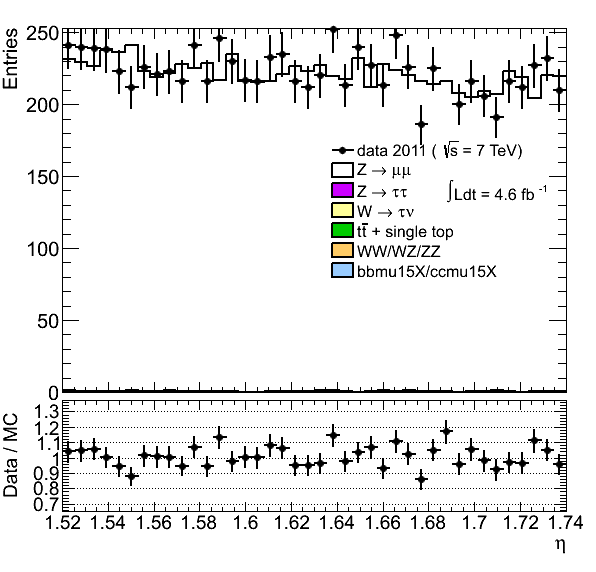 Entries
250
200
150
100
50
0
data 2011 ( √s = 7 TeV)
Z → μμ
Z → ττ
∫Ldt = 4.6 fb⁻¹
W → τν
tt̄ + single top
WW/WZ/ZZ
bbmu15X/ccmu15X
Data / MC
1.3
1.2
1.1
1
0.9
0.8
0.7
1.52 1.54 1.56 1.58 1.6 1.62 1.64 1.66 1.68 1.7 1.72 1.74
η